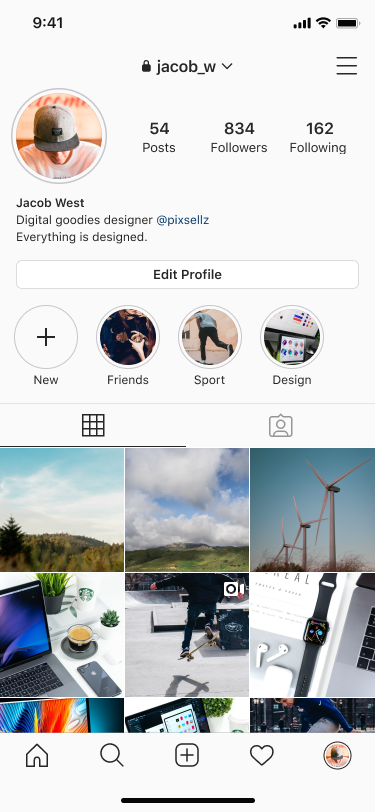 9:41
jacob_w
54 834 162
Posts Followers Following
Jacob West
Digital goodies designer @pixsellz
Everything is designed.
Edit Profile
New Friends Sport Design